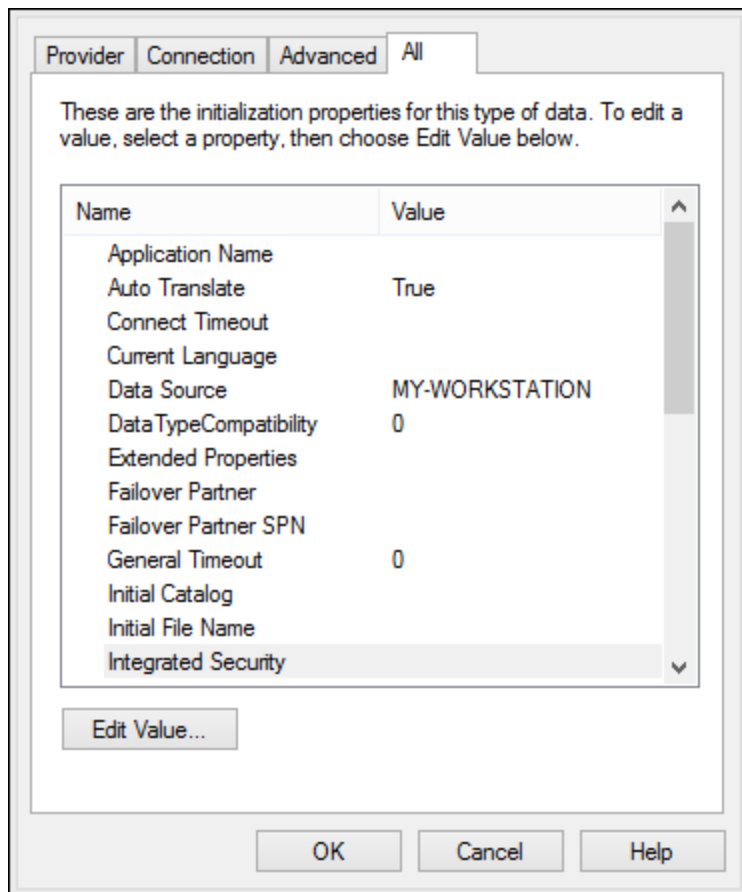 Provider Connection Advanced All
These are the initialization properties for this type of data. To edit a
value, select a property, then choose Edit Value below.
Name Value
Application Name
Auto Translate True
Connect Timeout
Current Language
Data Source MY-WORKSTATION
DataTypeCompatibility 0
Extended Properties
Failover Partner
Failover Partner SPN
General Timeout 0
Initial Catalog
Initial File Name
Integrated Security
Edit Value...
OK Cancel Help